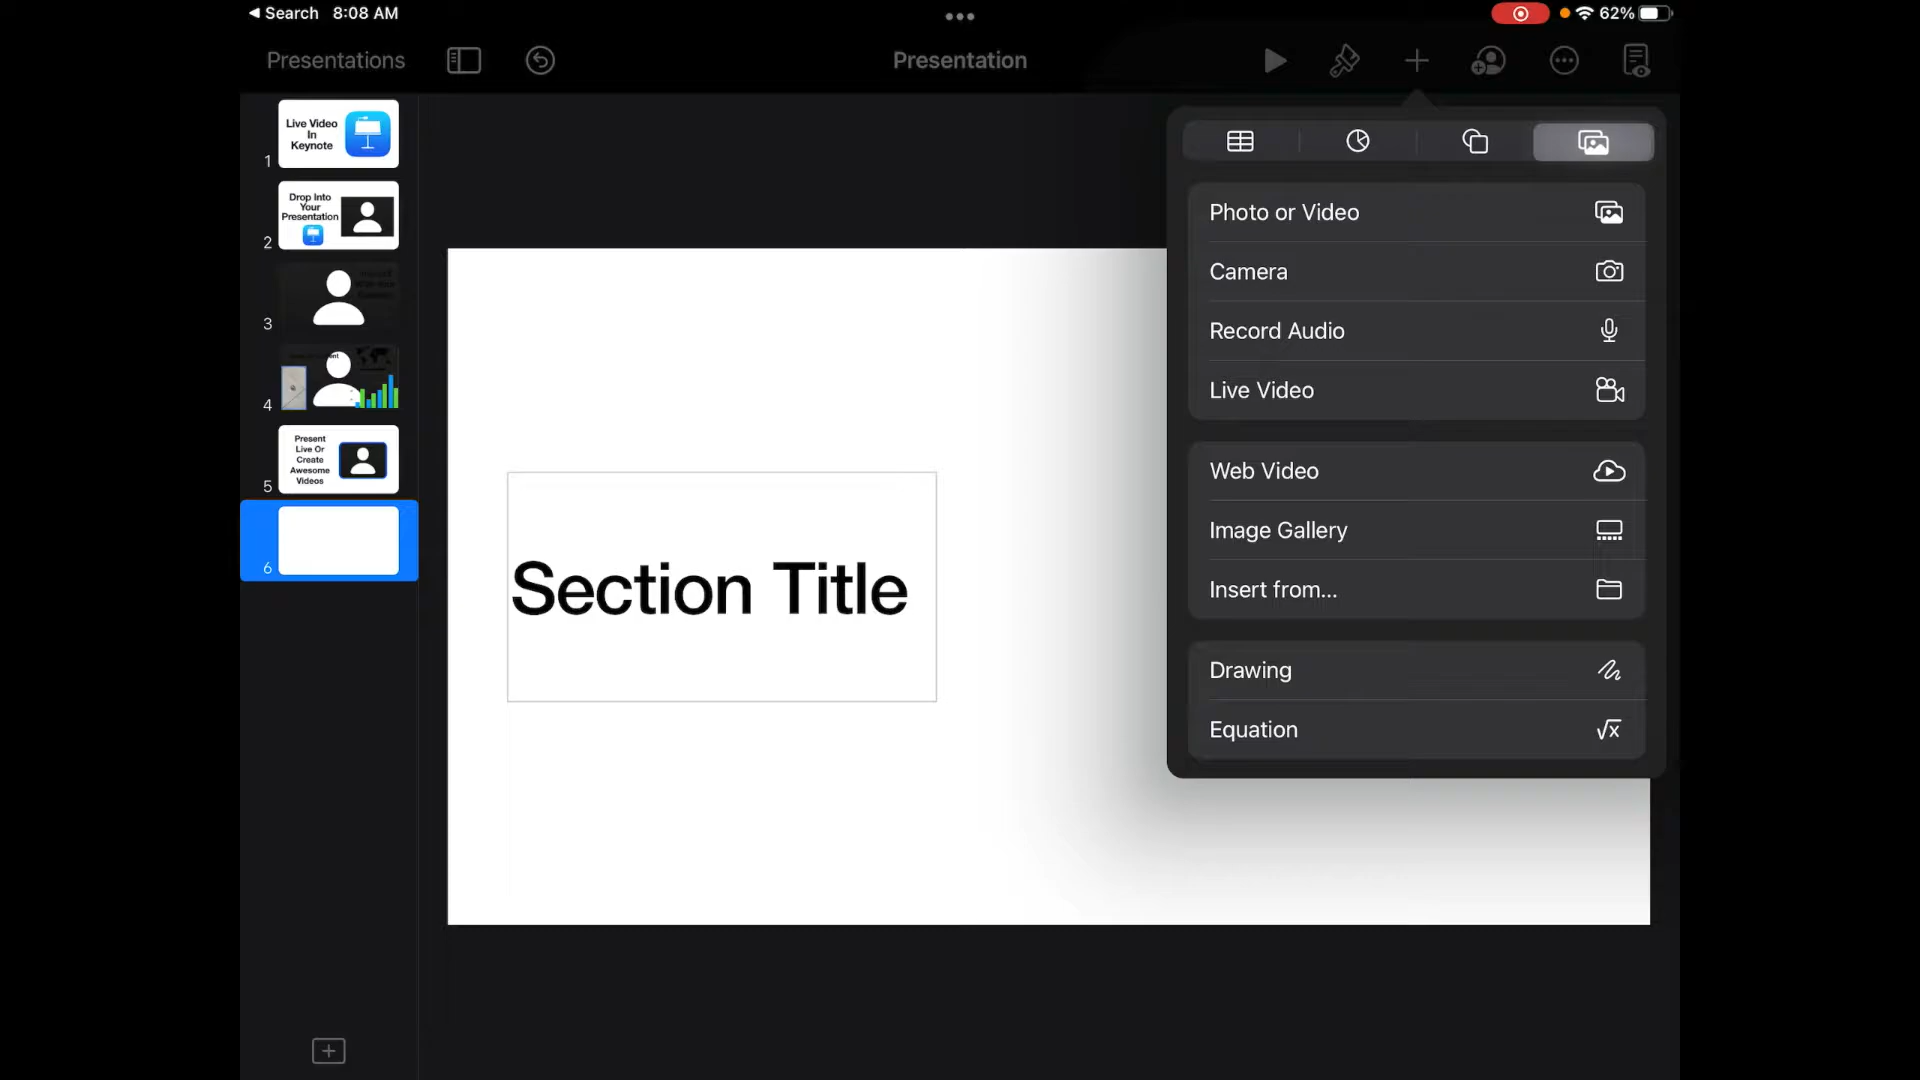 ◀ Search 8:08 AM
62%
Presentations
Presentation
Live Video
In
Keynote
1
Drop Into
Your
Presentation
2
3
4
Present
Live Or
Create
Awesome
Videos
5
6
Section Title
Photo or Video
Camera
Record Audio
Live Video
Web Video
Image Gallery
Insert from...
Drawing
Equation
√x